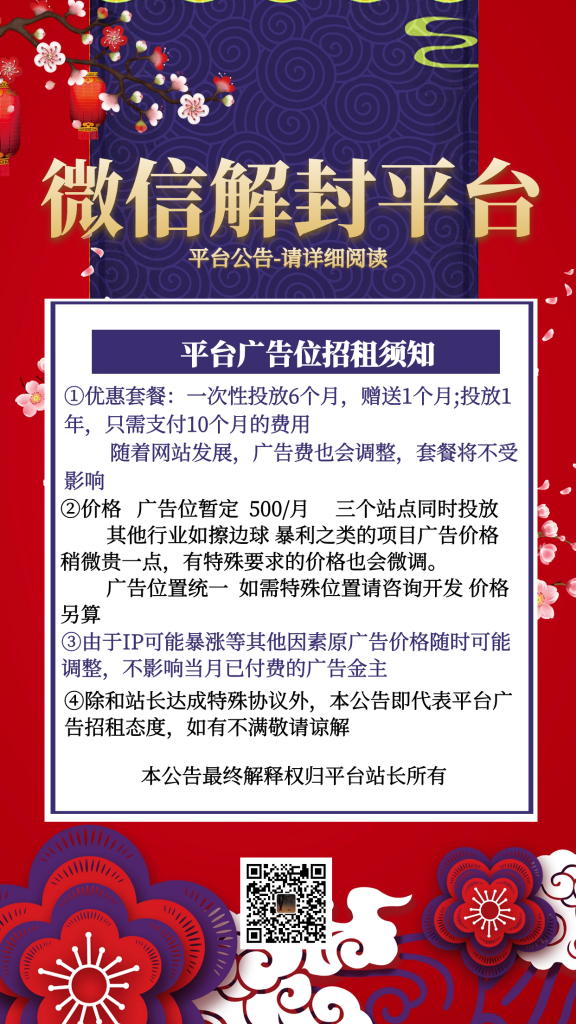 微信解封平台
平台公告-请详细阅读
平台广告位招租须知
①优惠套餐：一次性投放6个月，赠送1个月;投放1
年，只需支付10个月的费用
随着网站发展，广告费也会调整，套餐将不受
影响
②价格 广告位暂定 500/月 三个站点同时投放
其他行业如擦边球 暴利之类的项目广告价格
稍微贵一点，有特殊要求的价格也会微调。
广告位置统一 如需特殊位置请咨询开发 价格
另算
③由于IP可能暴涨等其他因素原广告价格随时可能
调整，不影响当月已付费的广告金主
④除和站长达成特殊协议外，本公告即代表平台广
告招租态度，如有不满敬请谅解
本公告最终解释权归平台站长所有